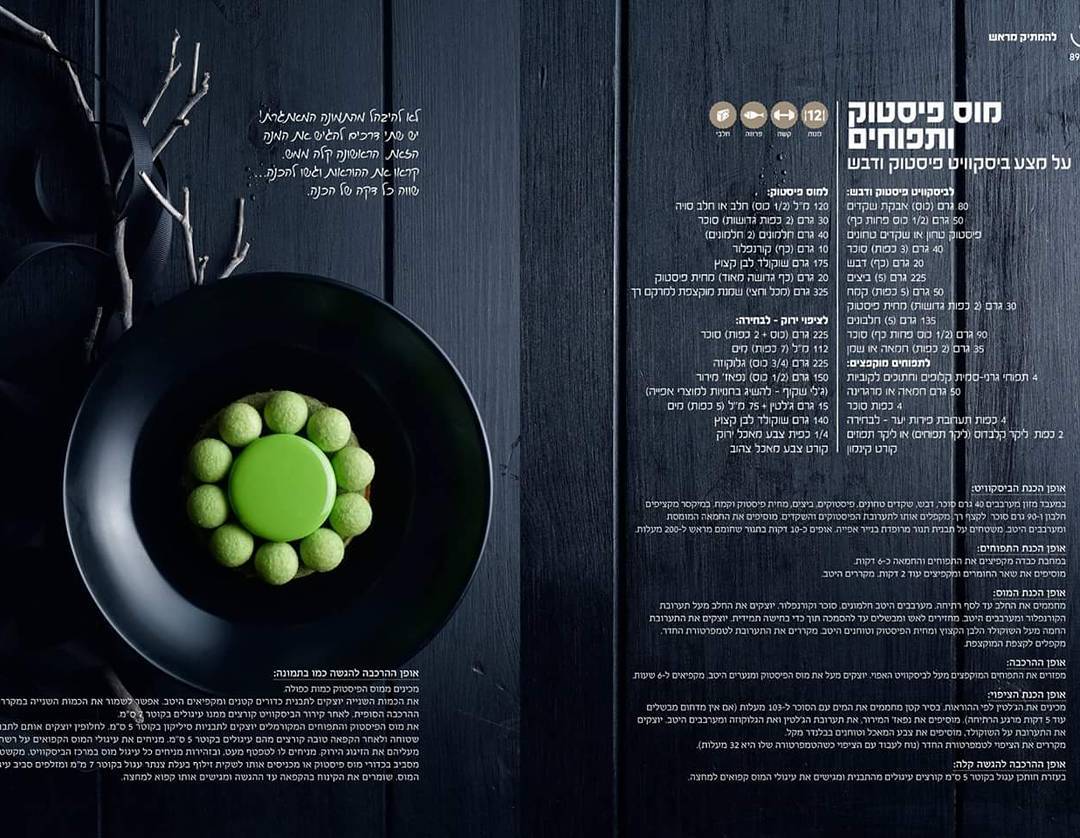 להמתיק מראש
89
מוס פיסטוק
ותפוחים
על מצע ביסקוויט פיסטוק ודבש
12
מנות
קשה
פרווה
חלבי
לביסקוויט פיסטוק ודבש:
80 גרם (כוס) אבקת שקדים
50 גרם (1/2 כוס פחות כף)
פיסטוק טחון או שקדים טחונים
40 גרם (3 כפות) סוכר
20 גרם (כף) דבש
225 גרם (5) ביצים
50 גרם (5 כפות) קמח
30 גרם (2 כפות גדושות) מחית פיסטוק
135 גרם (5) חלבונים
90 גרם (1/2 כוס פחות כף) סוכר
35 גרם (2 כפות) חמאה או שמן
לתפוחים מוקפצים:
4 תפוחי גרני-סמית קלופים וחתוכים לקוביות
50 גרם חמאה או מרגרינה
4 כפות סוכר
4 כפות תערובת פירות יער - לבחירה
2 כפות ליקר קלבדוס (ליקר תפוחים) או ליקר תפוזים
קורט קינמון
למוס פיסטוק:
120 מ"ל (1/2 כוס) חלב או חלב סויה
30 גרם (2 כפות גדושות) סוכר
40 גרם חלמונים (2 חלמונים)
10 גרם (כף) קורנפלור
175 גרם שוקולד לבן קצוץ
20 גרם (כף גדושה מאוד) מחית פיסטוק
325 גרם (מכל וחצי) שמנת מוקצפת למרקם רך
לציפוי ירוק - לבחירה:
225 גרם (כוס + 2 כפות) סוכר
112 מ"ל (7 כפות) מים
225 גרם (3/4 כוס) גלוקוזה
150 גרם (1/2 כוס) נפאז' מירור
(ג'לי שקוף - להשיג בחנויות למוצרי אפייה)
15 גרם ג'לטין + 75 מ"ל (5 כפות) מים
140 גרם שוקולד לבן קצוץ
1/4 כפית צבע מאכל ירוק
קורט צבע מאכל צהוב
אופן הכנת הביסקוויט:
במעבד מזון מערבבים 40 גרם סוכר, דבש, שקדים טחונים, פיסטוקים, ביצים, מחית פיסטוק וקמח. במיקסר מקציפים
חלבון ו-90 גרם סוכר לקצף רך, מקפלים אותו לתערובת הפיסטוקים והשקדים. מוסיפים את החמאה המומסת
ומערבבים היטב. משטחים על תבנית תנור מרופדת בנייר אפייה. אופים כ-10 דקות בתנור שחומם מראש ל-200 מעלות.
אופן הכנת התפוחים:
במחבת כבדה מקפיצים את התפוחים והחמאה כ-6 דקות.
מוסיפים את שאר החומרים ומקפיצים עוד 2 דקות. מקררים היטב.
אופן הכנת המוס:
מחממים את החלב עד לסף רתיחה. מערבבים היטב חלמונים, סוכר וקורנפלור. יוצקים את החלב מעל תערובת
הקורנפלור ומערבבים היטב. מחזירים לאש ומבשלים עד להסמכה תוך כדי בחישה תמידית. יוצקים את התערובת
החמה מעל השוקולד הלבן הקצוץ ומחית הפיסטוק וטוחנים היטב. מקררים את התערובת לטמפרטורת החדר.
מקפלים לקצפת המוקצפת.
אופן ההרכבה:
מפזרים את התפוחים המוקפצים מעל לביסקוויט האפוי. יוצקים מעל את מוס הפיסטוק ומנערים היטב. מקפיאים ל-6 שעות.
אופן הכנת הציפוי:
מכינים את הג'לטין לפי ההוראות. בסיר קטן מחממים את המים עם הסוכר ל-103 מעלות (אם אין מדחום מבשלים
עוד 5 דקות מרגע הרתיחה). מוסיפים את נפאז' המירור, את תערובת הג'לטין ואת הגלוקוזה ומערבבים היטב. יוצקים
את התערובת על השוקולד, מוסיפים את צבע המאכל וטוחנים בבלנדר מקל.
מקררים את הציפוי לטמפרטורת החדר (נוח לעבוד עם הציפוי כשהטמפרטורה שלו היא 32 מעלות).
אופן ההרכבה להגשה קלה:
בעזרת חותכן עגול בקוטר 5 ס"מ קורצים עיגולים מהתבנית ומגישים את עיגולי המוס קפואים למחצה.
לא להיבהל מהתמונה המאתגרת!
יש שתי דרכים להגיש את המנה
הזאת. הראשונה קלה ממש.
קראו את ההוראות וגשו להכנה...
שווה כל דקה של הכנה.
אופן ההרכבה להגשה כמו בתמונה:
מכינים ממוס הפיסטוק כמות כפולה.
את הכמות השנייה יוצקים לתבנית כדורים קטנים ומקפיאים היטב. אפשר לשמור את הכמות השנייה במקרר
ההרכבה הסופית. לאחר קירור הביסקוויט קורצים ממנו עיגולים בקוטר 7 ס"מ.
את מוס הפיסטוק והתפוחים המקורמלים יוצקים לתבניות סיליקון בקוטר 5 ס"מ. לחלופין יוצקים אותם
שטוחה ולאחר הקפאה טובה קורצים מהם עיגולים בקוטר 5 ס"מ. מניחים את עיגולי המוס הקפואים על
מעליהם את הזיגוג הירוק. מניחים לו לטפטף מעט, ובזהירות מניחים כל עיגול מוס במרכז הביסקוויט.
מסביב בכדורי מוס פיסטוק או מכניסים אותו לשקית זילוף בעלת צנתר עגול בקוטר 7 מ"מ ומזלפים סביב
המוס. שומרים את הקינוח בהקפאה עד ההגשה ומגישים אותו קפוא למחצה.